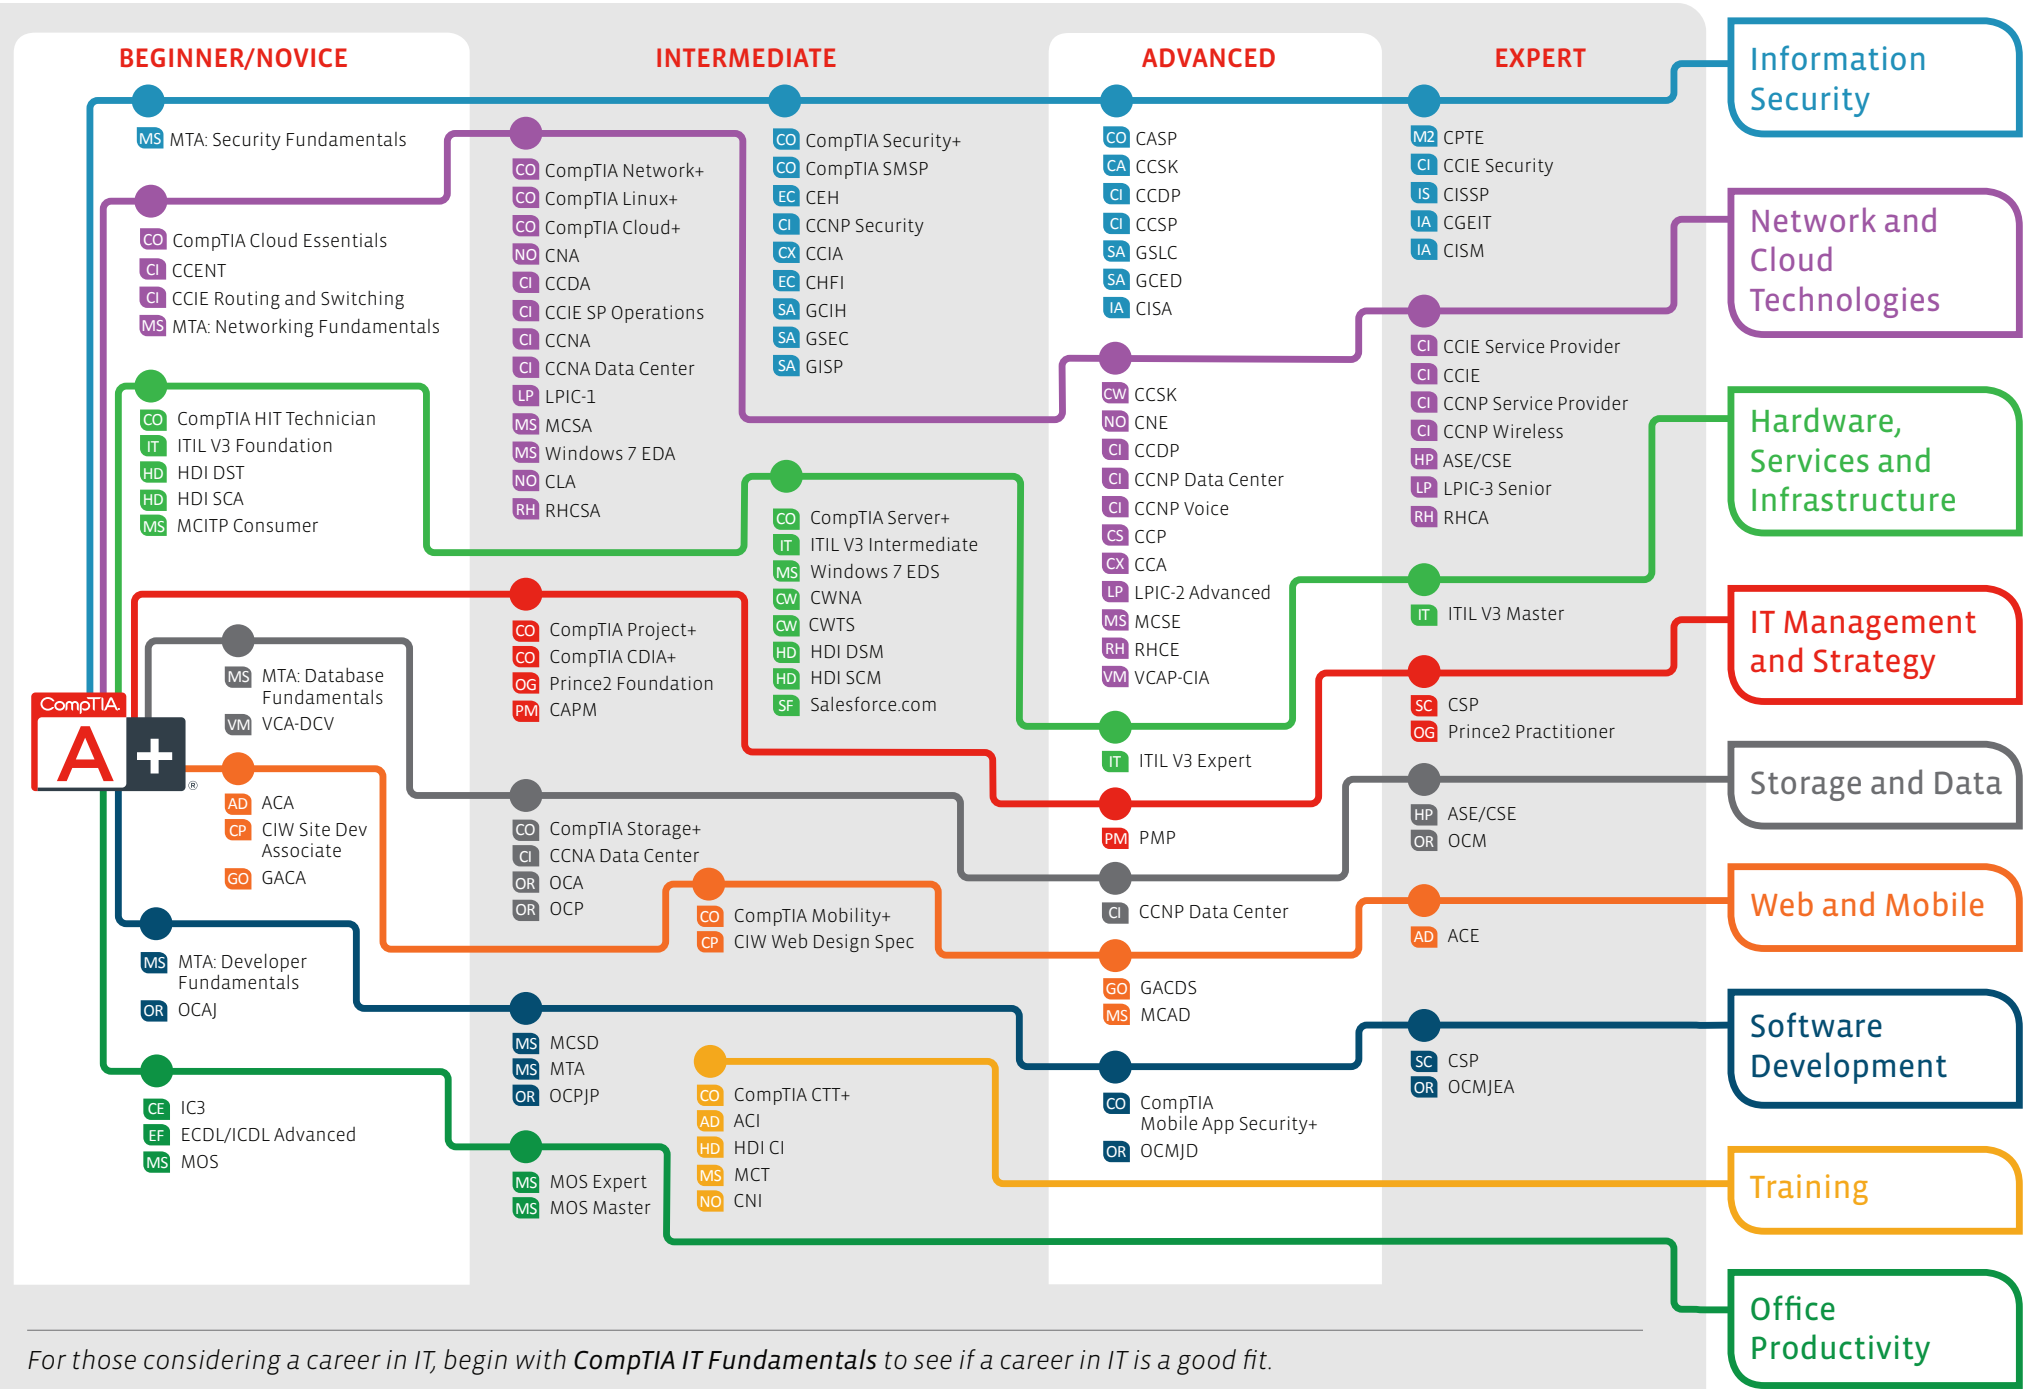 BEGINNER/NOVICE
INTERMEDIATE
ADVANCED
EXPERT
MS MTA: Security Fundamentals
CO CompTIA Security+
CO CompTIA SMSP
EC CEH
CI CCNP Security
CX CCIA
EC CHFI
SA GCIH
SA GSEC
SA GISP
CO CASP
CA CCSK
CI CCDP
CI CCSP
SA GSLC
SA GCED
IA CISA
M2 CPTE
CI CCIE Security
IS CISSP
IA CGEIT
IA CISM
Information
Security
CO CompTIA Cloud Essentials
CI CCENT
CI CCIE Routing and Switching
MS MTA: Networking Fundamentals
CO CompTIA Network+
CO CompTIA Linux+
CO CompTIA Cloud+
NO CNA
CI CCDA
CI CCIE SP Operations
CI CCNA
CI CCNA Data Center
LP LPIC-1
MS MCSA
MS Windows 7 EDA
NO CLA
RH RHCSA
CW CCSK
NO CNE
CI CCDP
CI CCNP Data Center
CI CCNP Voice
CS CCP
CX CCA
LP LPIC-2 Advanced
MS MCSE
RH RHCE
VM VCAP-CIA
CI CCIE Service Provider
CI CCIE
CI CCNP Service Provider
CI CCNP Wireless
HP ASE/CSE
LP LPIC-3 Senior
RH RHCA
Network and
Cloud
Technologies
CO CompTIA HIT Technician
IT ITIL V3 Foundation
HD HDI DST
HD HDI SCA
MS MCITP Consumer
CO CompTIA Server+
IT ITIL V3 Intermediate
MS Windows 7 EDS
CW CWNA
CW CWTS
HD HDI DSM
HD HDI SCM
SF Salesforce.com
IT ITIL V3 Expert
IT ITIL V3 Master
Hardware,
Services and
Infrastructure
CO CompTIA Project+
CO CompTIA CDIA+
OG Prince2 Foundation
PM CAPM
PM PMP
SC CSP
OG Prince2 Practitioner
IT Management
and Strategy
MS MTA: Database
Fundamentals
VM VCA-DCV
CO CompTIA Storage+
CI CCNA Data Center
OR OCA
OR OCP
CI CCNP Data Center
HP ASE/CSE
OR OCM
Storage and Data
CompTIA.
A+
®
AD ACA
CP CIW Site Dev
Associate
GO GACA
CO CompTIA Mobility+
CP CIW Web Design Spec
GO GACDS
MS MCAD
AD ACE
Web and Mobile
MS MTA: Developer
Fundamentals
OR OCAJ
MS MCSD
MS MTA
OR OCPJP
CO CompTIA
Mobile App Security+
OR OCMJD
SC CSP
OR OCMJEA
Software
Development
CO CompTIA CTT+
AD ACI
HD HDI CI
MS MCT
NO CNI
Training
CE IC3
EF ECDL/ICDL Advanced
MS MOS
MS MOS Expert
MS MOS Master
Office
Productivity
For those considering a career in IT, begin with CompTIA IT Fundamentals to see if a career in IT is a good fit.